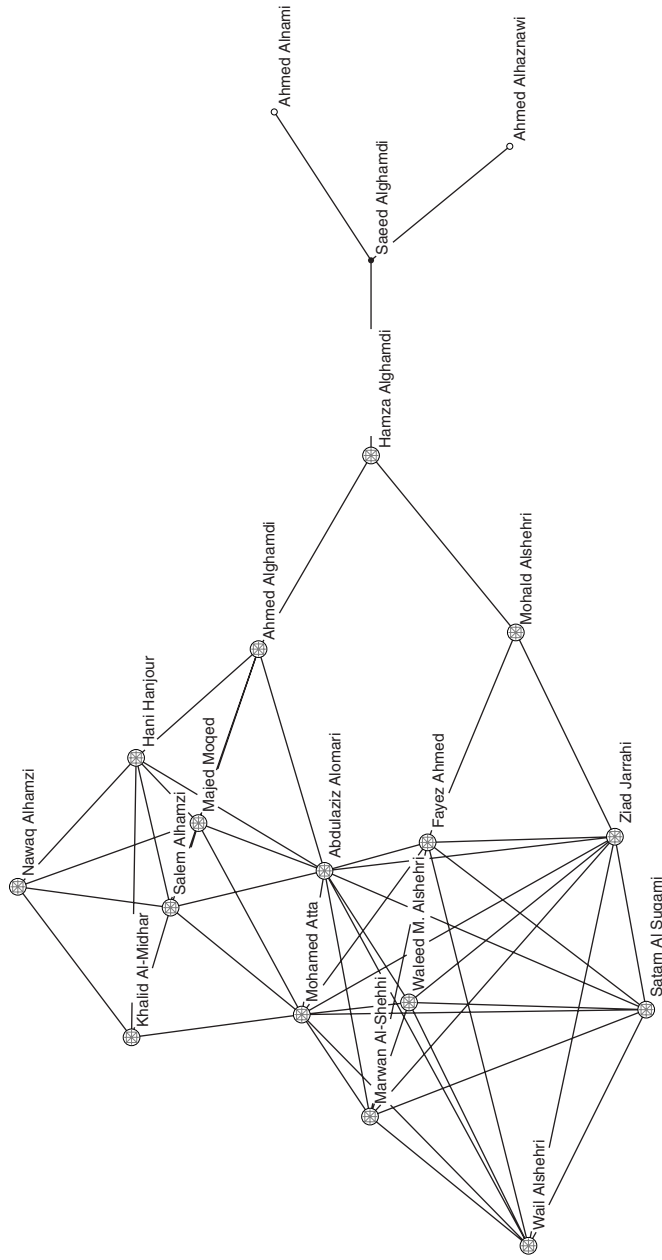 Ahmed Alnami
Ahmed Alhaznawi
Saeed Alghamdi
Hamza Alghamdi
Ahmed Alghamdi
Mohald Alshehri
Hani Hanjour
Nawaq Alhamzi
Majed Moqed
Salem Alhamzi
Khalid Al-Midhar
Abdulaziz Alomari
Fayez Ahmed
Ziad Jarrahi
Mohamed Atta
Waleed M. Alshehri
Marwan Al-Shehhi
Satam Al Suqami
Wail Alshehri